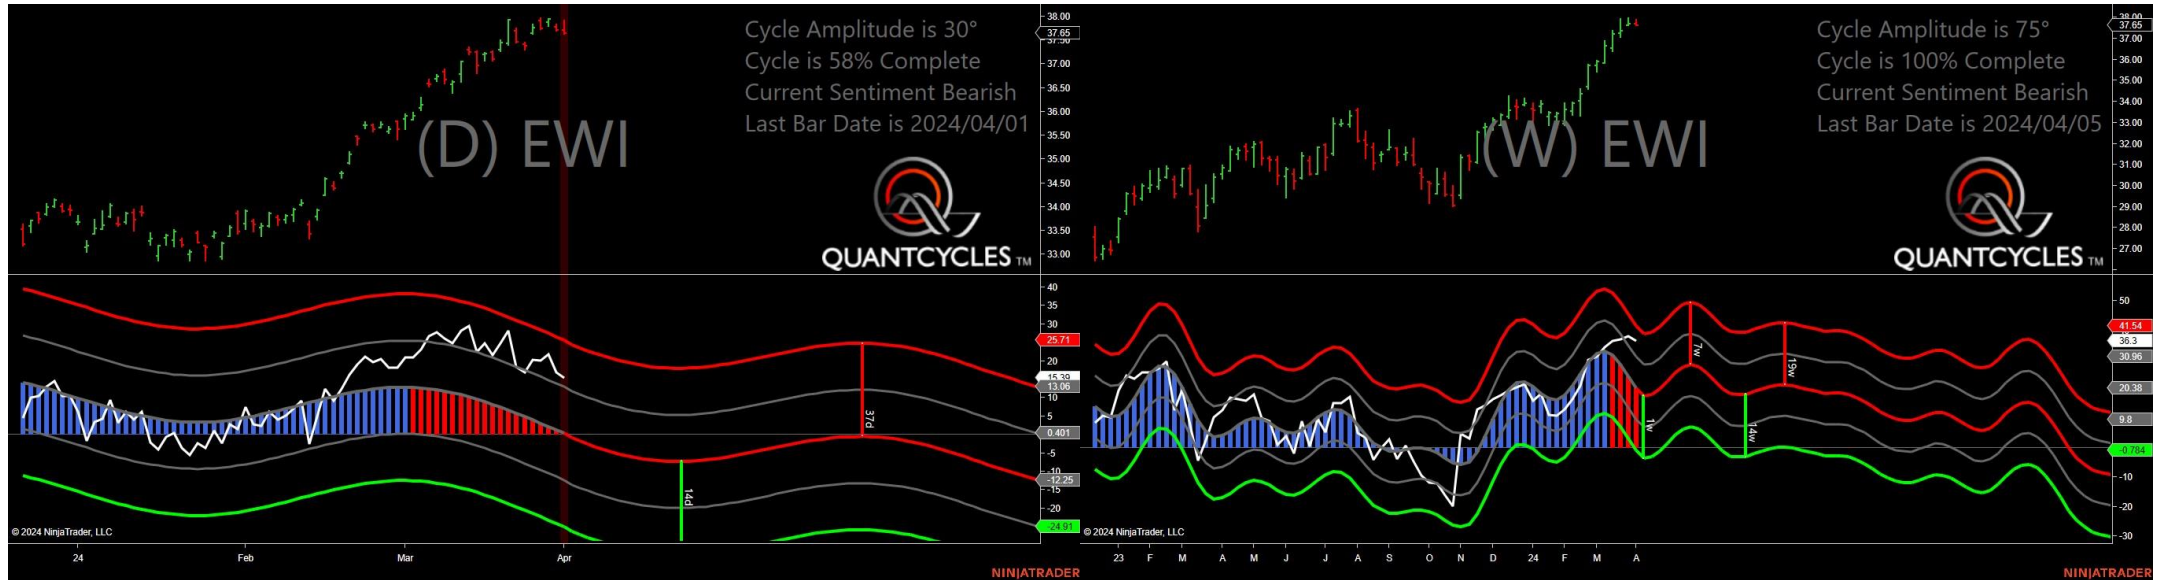 Cycle Amplitude is 30°
Cycle is 58% Complete
Current Sentiment Bearish
Last Bar Date is 2024/04/01
(D) EWI
QUANTCYCLES TM
38.00
37.65
37.50
37.00
36.50
36.00
35.50
35.00
34.50
34.00
33.50
33.00
40
35
30
25.71
20
15.39
13.06
10
5
0.401
-5
-10
-12.25
-15
-20
-24.91
37d
14d
© 2024 NinjaTrader, LLC
24 Feb Mar Apr
NINJATRADER
Cycle Amplitude is 75°
Cycle is 100% Complete
Current Sentiment Bearish
Last Bar Date is 2024/04/05
(W) EWI
QUANTCYCLES TM
38.00
37.65
37.00
36.00
35.00
34.00
33.00
32.00
31.00
30.00
29.00
28.00
27.00
50
41.54
36.3
30.96
20.38
9.8
-0.784
-10
-20
-30
7w
19w
1w
14w
© 2024 NinjaTrader, LLC
23 F M A M J J A S O N D 24 F M A
NINJATRADER